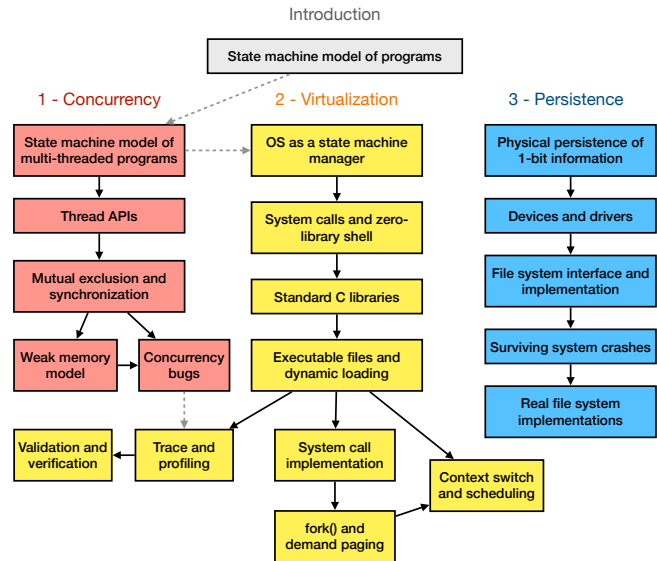 Introduction
State machine model of programs
1 - Concurrency
2 - Virtualization
3 - Persistence
State machine model of
multi-threaded programs
OS as a state machine
manager
Physical persistence of
1-bit information
Thread APIs
System calls and zero-
library shell
Devices and drivers
Mutual exclusion and
synchronization
Standard C libraries
File system interface and
implementation
Weak memory
model
Concurrency
bugs
Executable files and
dynamic loading
Surviving system crashes
Real file system
implementations
Validation and
verification
Trace and
profiling
System call
implementation
Context switch
and scheduling
fork() and
demand paging